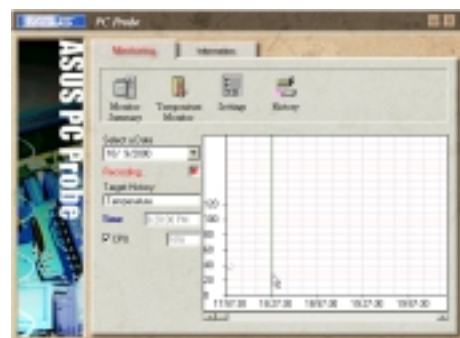 PC Probe
ASUS PC Probe
Monitoring
Information
Monitor Summary
Temperature Monitor
Settings
History
Select a Date
Recording
Target History
Temperature
Time
CPU
120
100
80
60
40
20
0